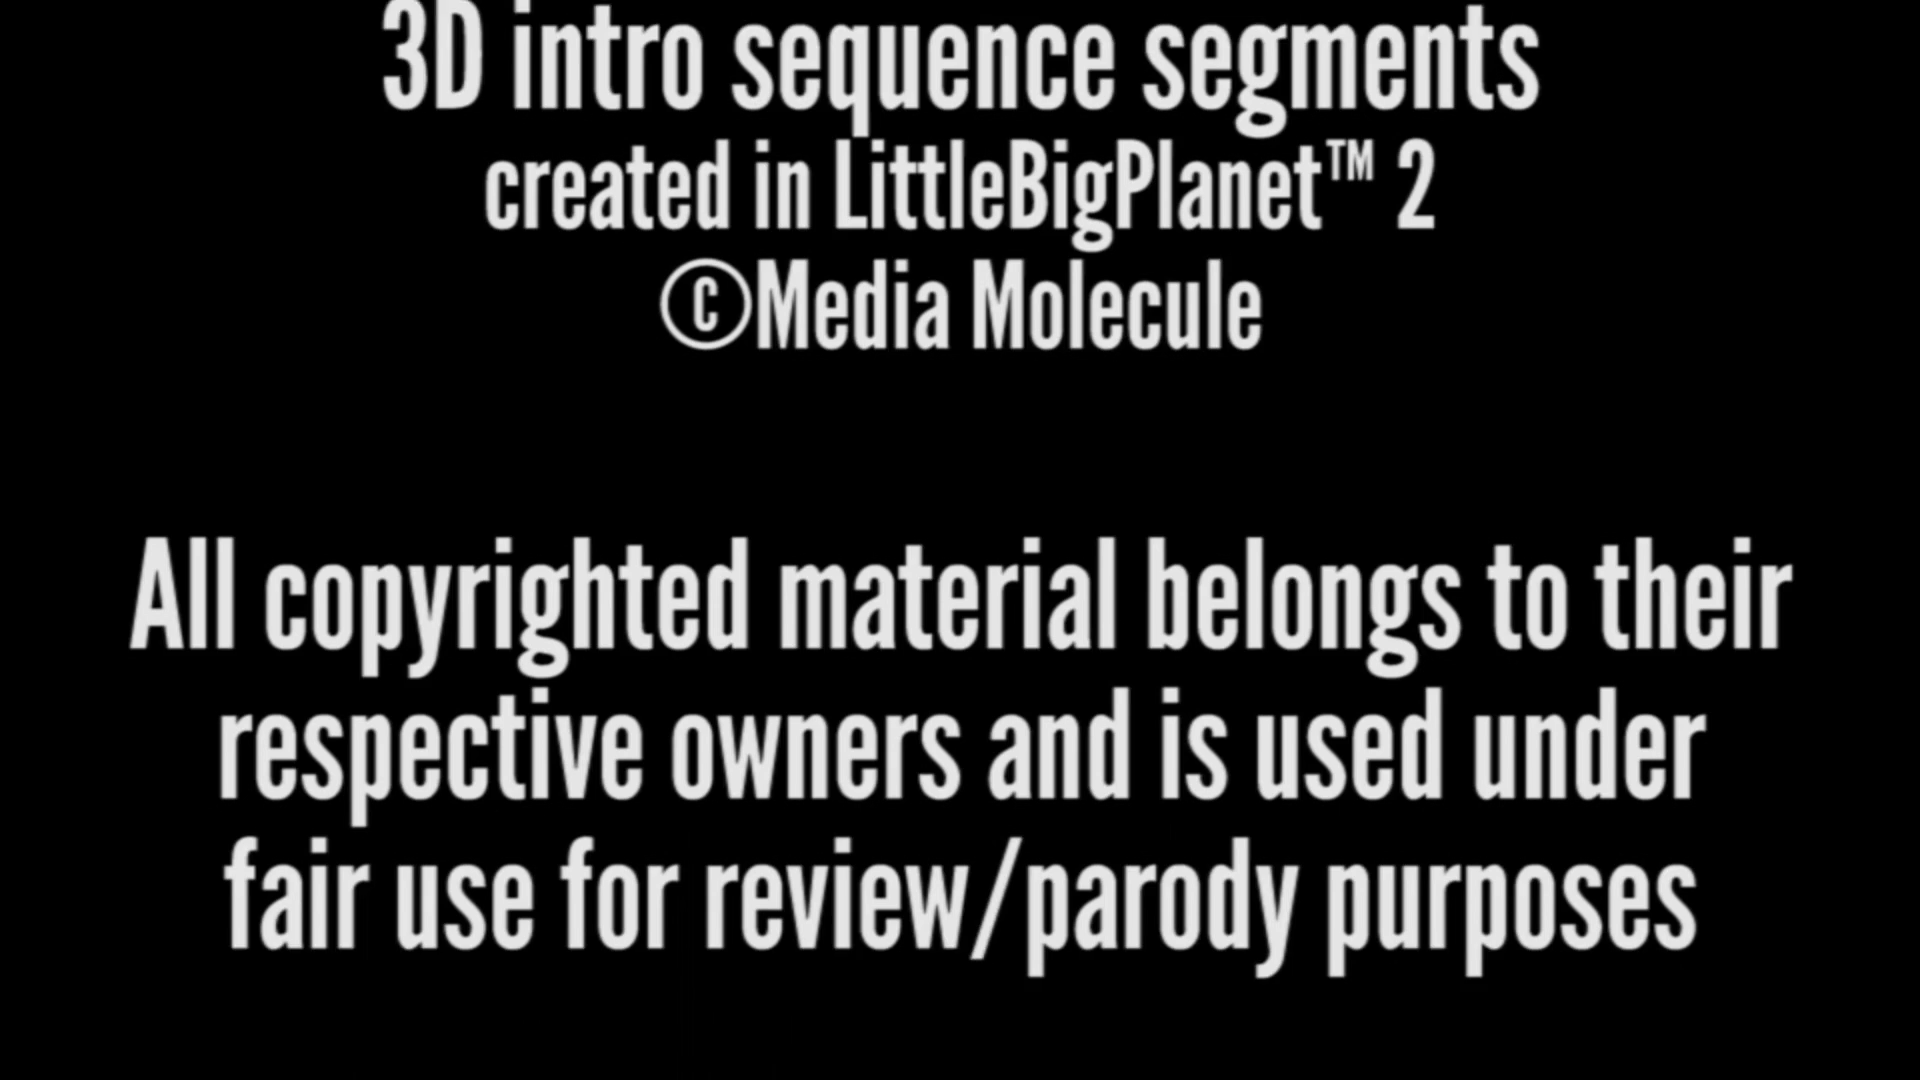 3D intro sequence segments
created in LittleBigPlanet™ 2
©Media Molecule
All copyrighted material belongs to their
respective owners and is used under
fair use for review/parody purposes